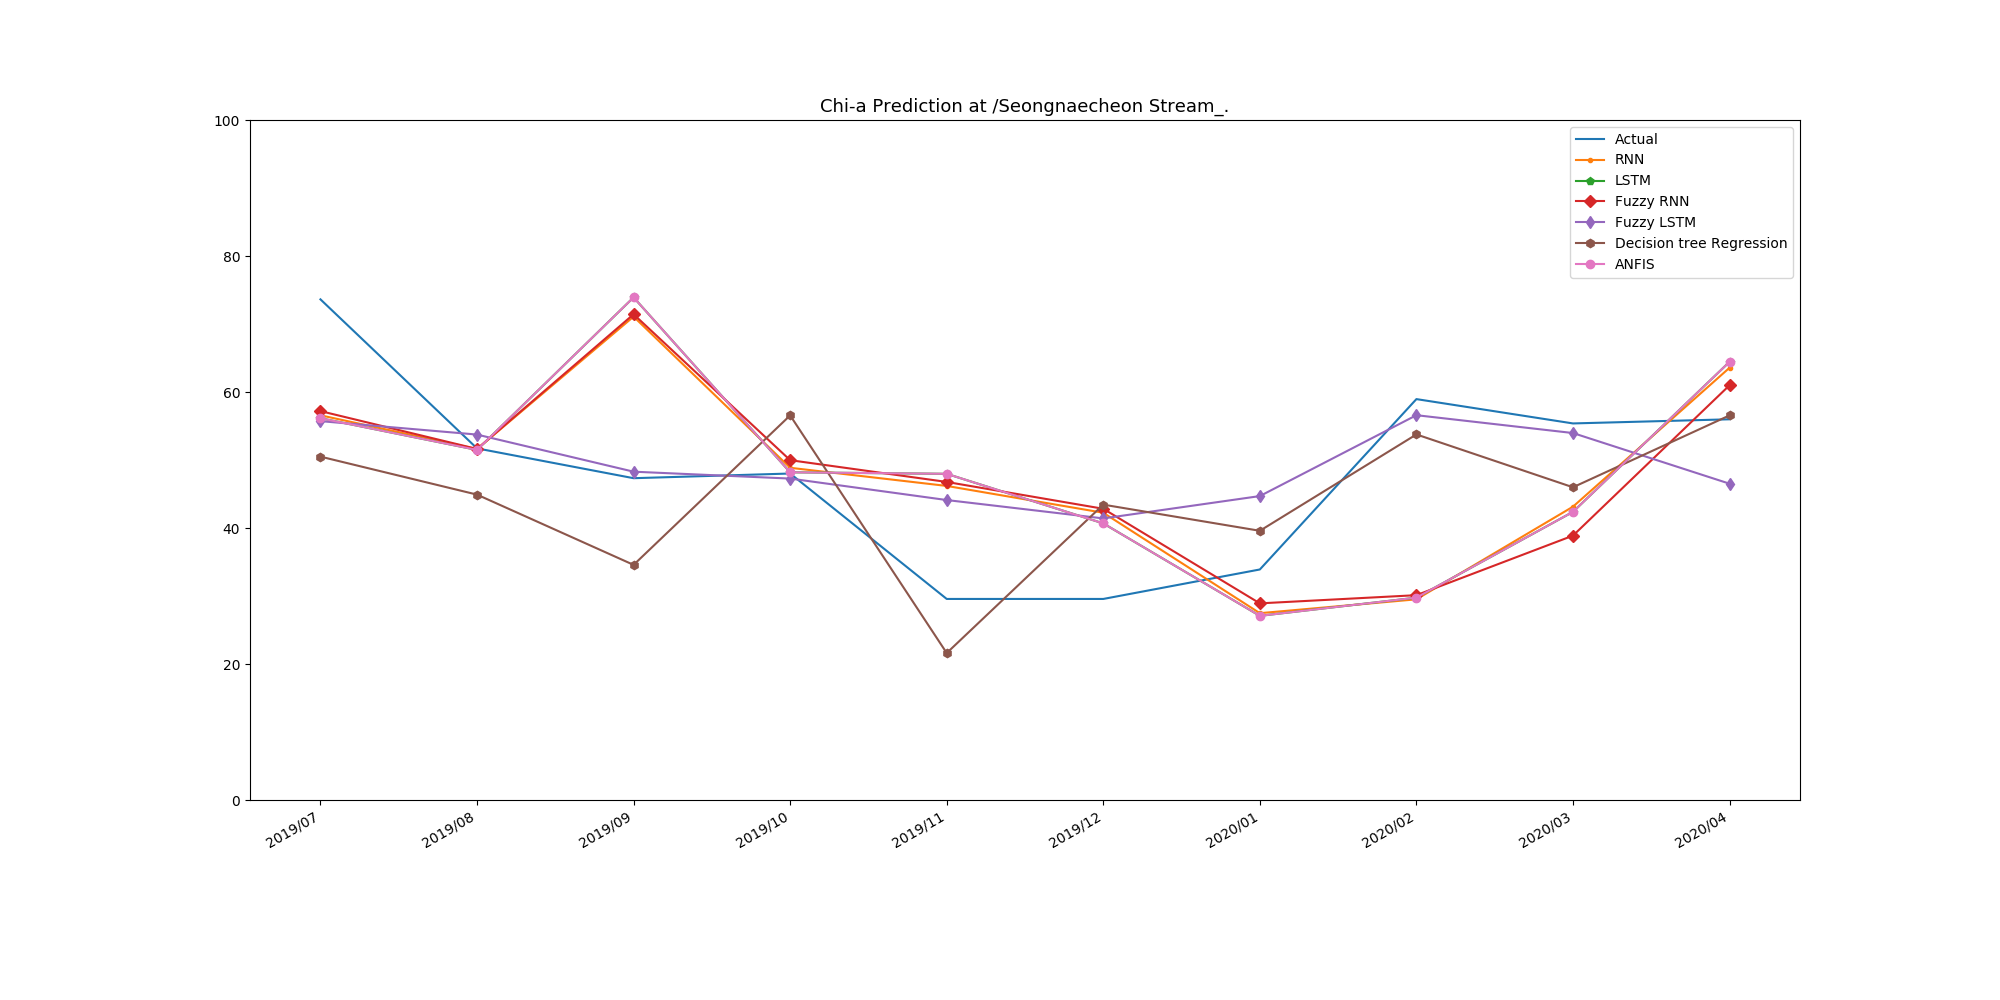 Chi-a Prediction at /Seongnaecheon Stream_.
100
80
60
40
20
0
Actual
RNN
LSTM
Fuzzy RNN
Fuzzy LSTM
Decision tree Regression
ANFIS
2019/07
2019/08
2019/09
2019/10
2019/11
2019/12
2020/01
2020/02
2020/03
2020/04